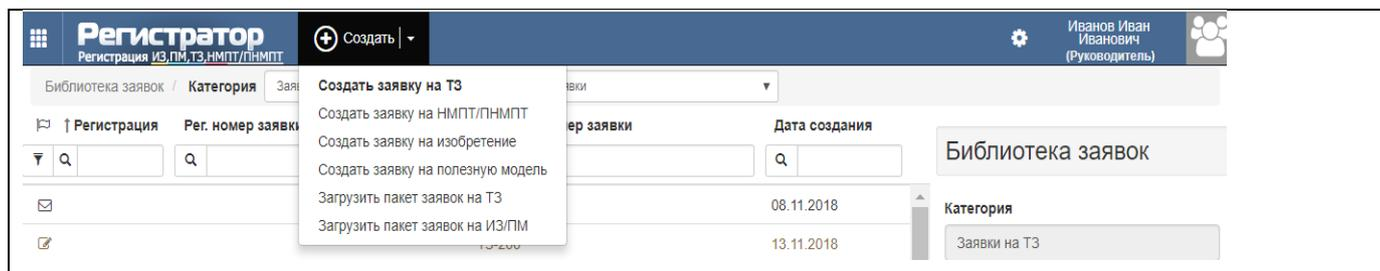 Регистратор
Регистрация ИЗ,ПМ,ТЗ,НМПТ/ПНМПТ
Создать
Иванов Иван
Иванович
(Руководитель)
Библиотека заявок / Категория
Создать заявку на ТЗ
Создать заявку на НМПТ/ПНМПТ
Создать заявку на изобретение
Создать заявку на полезную модель
Загрузить пакет заявок на ТЗ
Загрузить пакет заявок на ИЗ/ПМ
↑ Регистрация Рег. номер заявки Дата создания
Библиотека заявок
08.11.2018
Категория
Заявки на ТЗ
13.11.2018